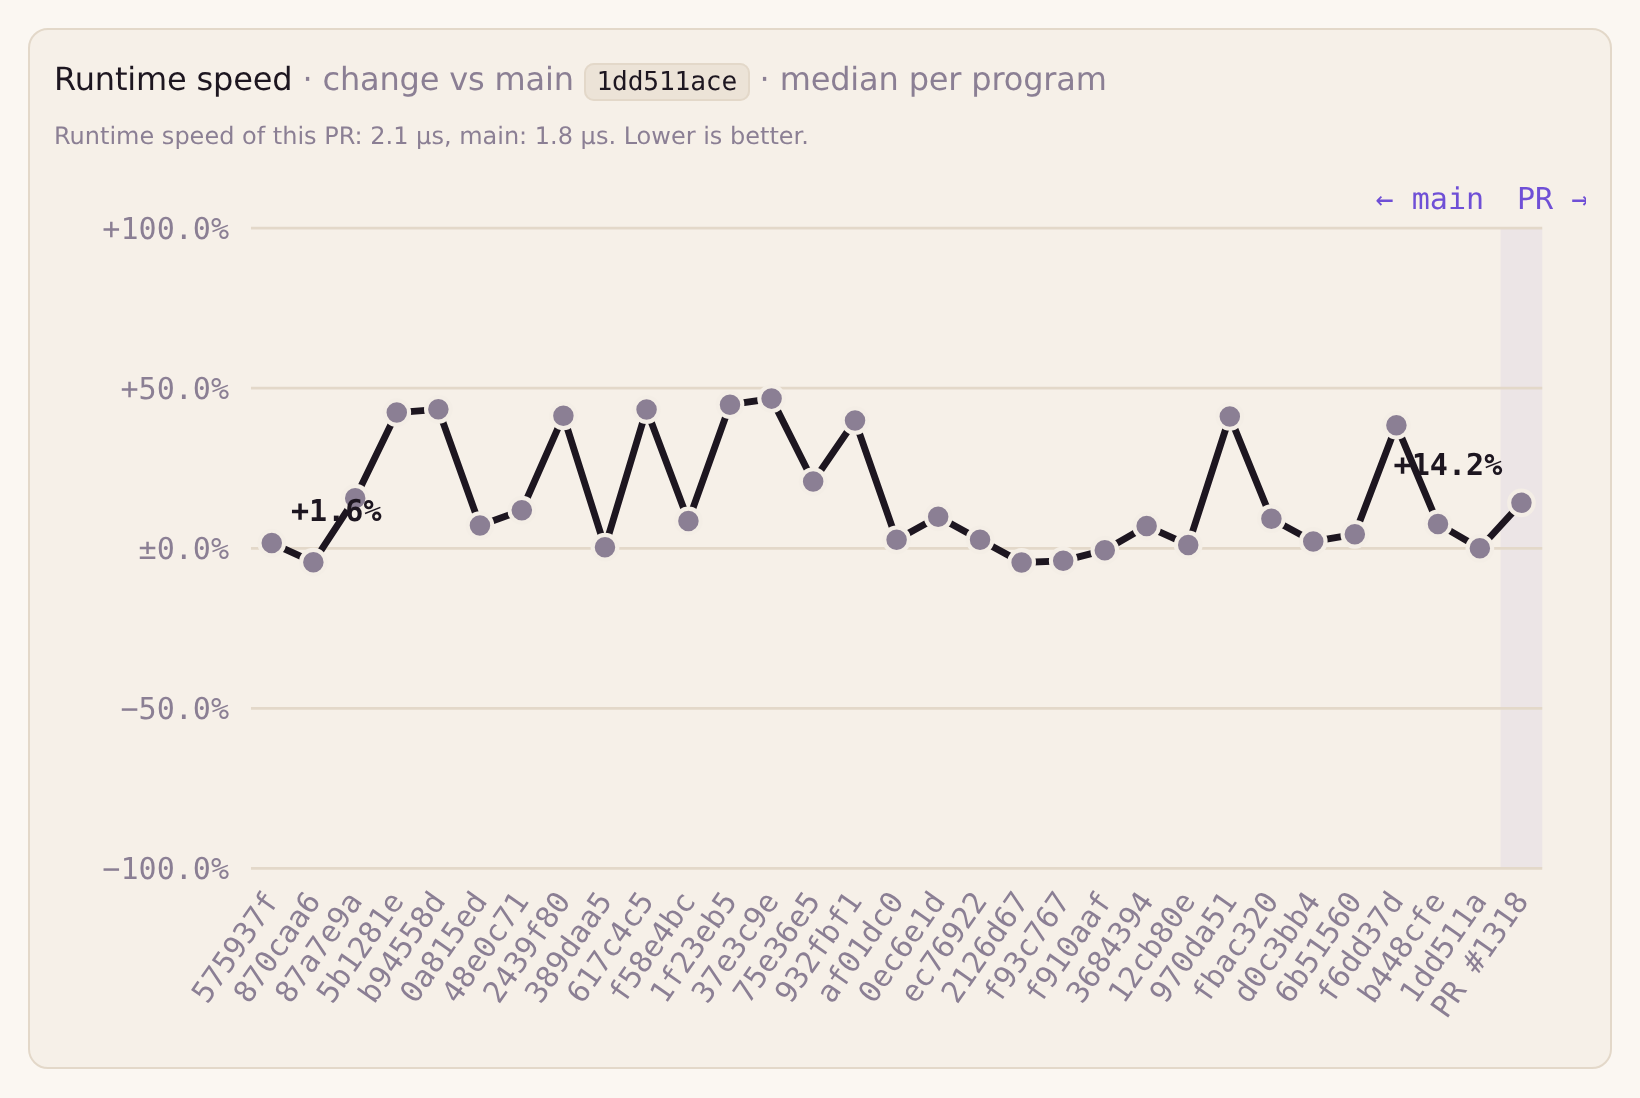 Runtime speed · change vs main 1dd511ace · median per program
Runtime speed of this PR: 2.1 µs, main: 1.8 µs. Lower is better.
← main PR →
+100.0%
+50.0%
±0.0%
−50.0%
−100.0%
+1.6%
+14.2%
575937f
870caa6
87a7e9a
5b1281e
b94558d
0a815ed
48e0c71
2439f80
389daa5
617c4c5
f58e4bc
1f23eb5
37e3c9e
75e36e5
932fbf1
af01dc0
0ec6e1d
ec76922
2126d67
f93c767
f910aaf
3684394
12cb80e
970da51
fbac320
d0c3bb4
6b51560
f6dd37d
b448cfe
1dd511a
PR #1318